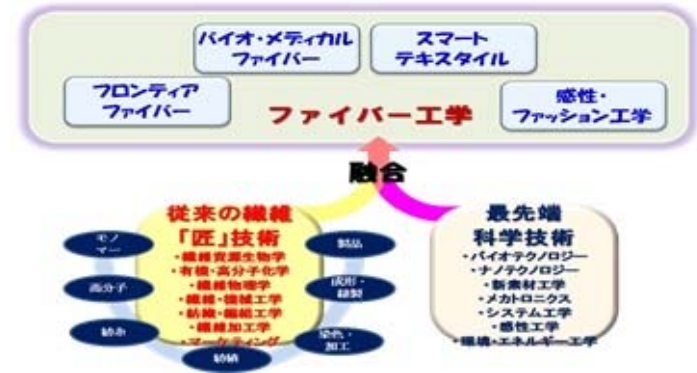 バイオ・メディカル
ファイバー
スマート
テキスタイル
フロンティア
ファイバー
ファイバー工学
感性・
ファッション工学
融合
従来の繊維
「匠」技術
・繊維資源生物学
・有機・高分子化学
・繊維物理学
・繊維・機械工学
・紡織・編組工学
・繊維加工学
・マーケティング
モノ
マー
高分子
紡糸
紡績
染色・
加工
成形・
縫製
製品
最先端
科学技術
・バイオテクノロジー
・ナノテクノロジー
・新素材工学
・メカトロニクス
・システム工学
・感性工学
・環境・エネルギー工学